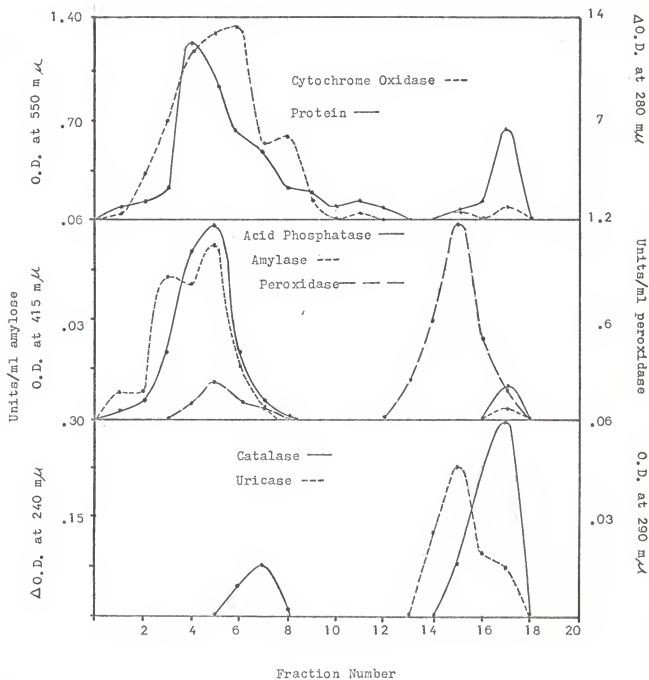 1.40
14
O.D. at 550 mµ
ΔO.D. at 280 mµ
Cytochrome Oxidase
Protein
.70
7
.06
1.2
Acid Phosphatase
Amylase
Peroxidase
Units/ml amylose
O.D. at 415 mµ
Units/ml peroxidase
.03
.6
.30
.06
Catalase
Uricase
ΔO.D. at 240 mµ
O.D. at 290 mµ
.15
.03
2 4 6 8 10 12 14 16 18 20
Fraction Number